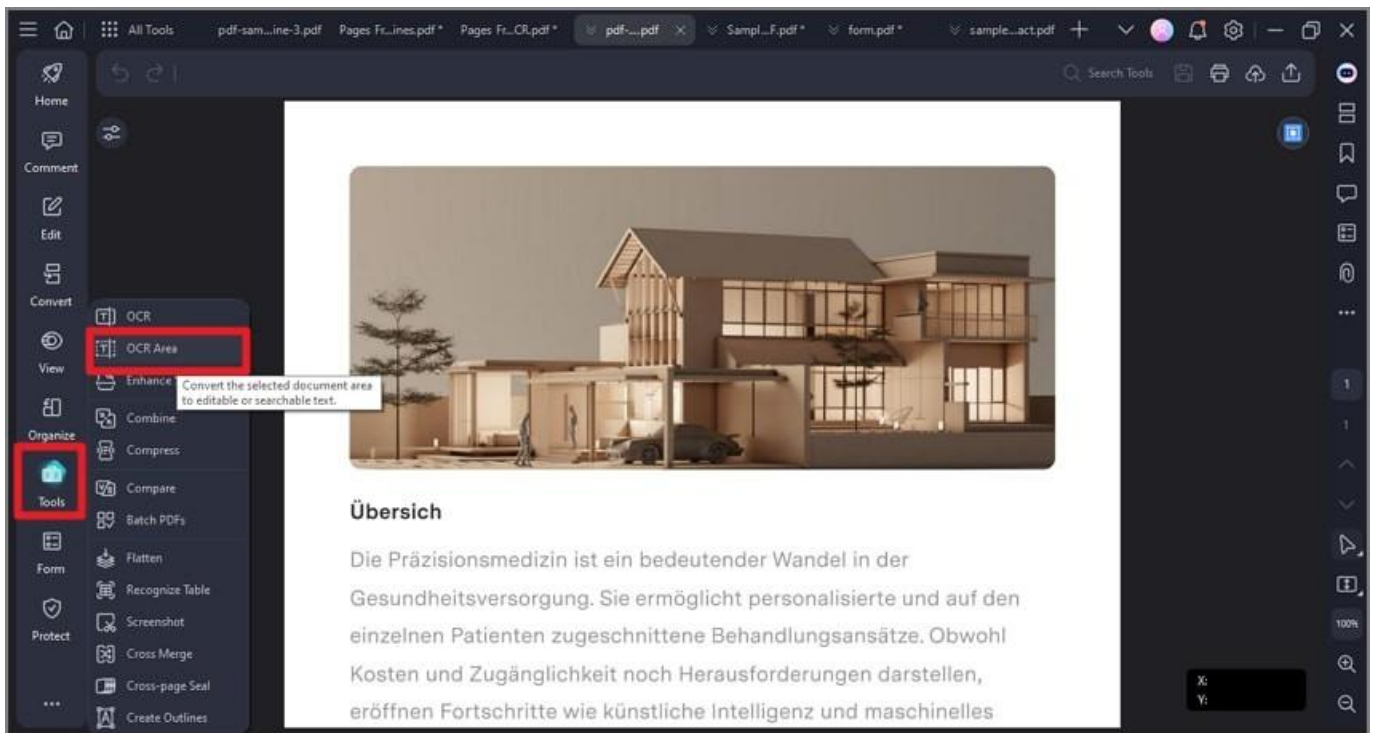 All Tools
pdf-sam...ine-3.pdf
Pages Fr...ines.pdf *
Pages Fr...CR.pdf *
pdf-....pdf
Sampl...F.pdf *
form.pdf *
sample...act.pdf
Search Tools
Home
Comment
Edit
Convert
View
Organize
Tools
Form
Protect
OCR
OCR Area
Enhance
Convert the selected document area
to editable or searchable text.
Combine
Compress
Compare
Batch PDFs
Flatten
Recognize Table
Screenshot
Cross Merge
Cross-page Seal
Create Outlines
Übersich
Die Präzisionsmedizin ist ein bedeutender Wandel in der
Gesundheitsversorgung. Sie ermöglicht personalisierte und auf den
einzelnen Patienten zugeschnittene Behandlungsansätze. Obwohl
Kosten und Zugänglichkeit noch Herausforderungen darstellen,
eröffnen Fortschritte wie künstliche Intelligenz und maschinelles
1
1
100%
X:
Y: